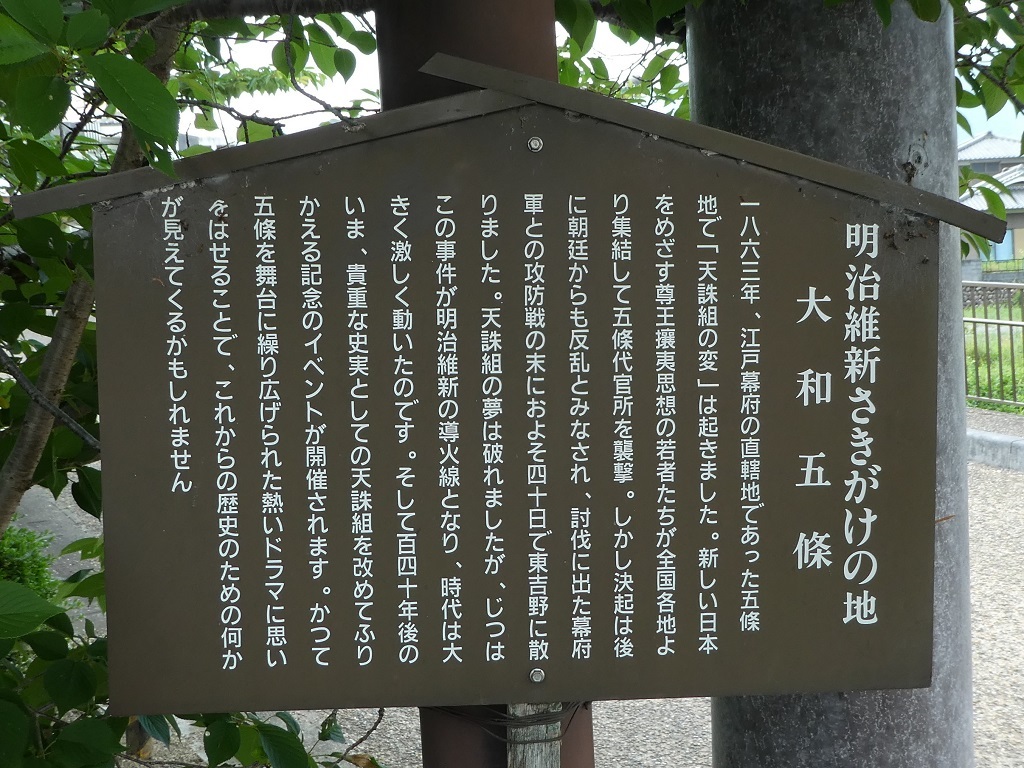 明治維新さきがけの地
大和五條
一八六三年、江戸幕府の直轄地であった五條
地で「天誅組の変」は起きました。新しい日本
をめざす尊王攘夷思想の若者たちが全国各地よ
り集結して五條代官所を襲撃。しかし決起は後
に朝廷からも反乱とみなされ、討伐に出た幕府
軍との攻防戦の末におよそ四十日で東吉野に散
りました。天誅組の夢は破れましたが、じつは
この事件が明治維新の導火線となり、時代は大
きく激しく動いたのです。そして百四十年後の
いま、貴重な史実としての天誅組を改めてふり
かえる記念のイベントが開催されます。かつて
五條を舞台に繰り広げられた熱いドラマに思い
をはせることで、これからの歴史のための何か
が見えてくるかもしれません